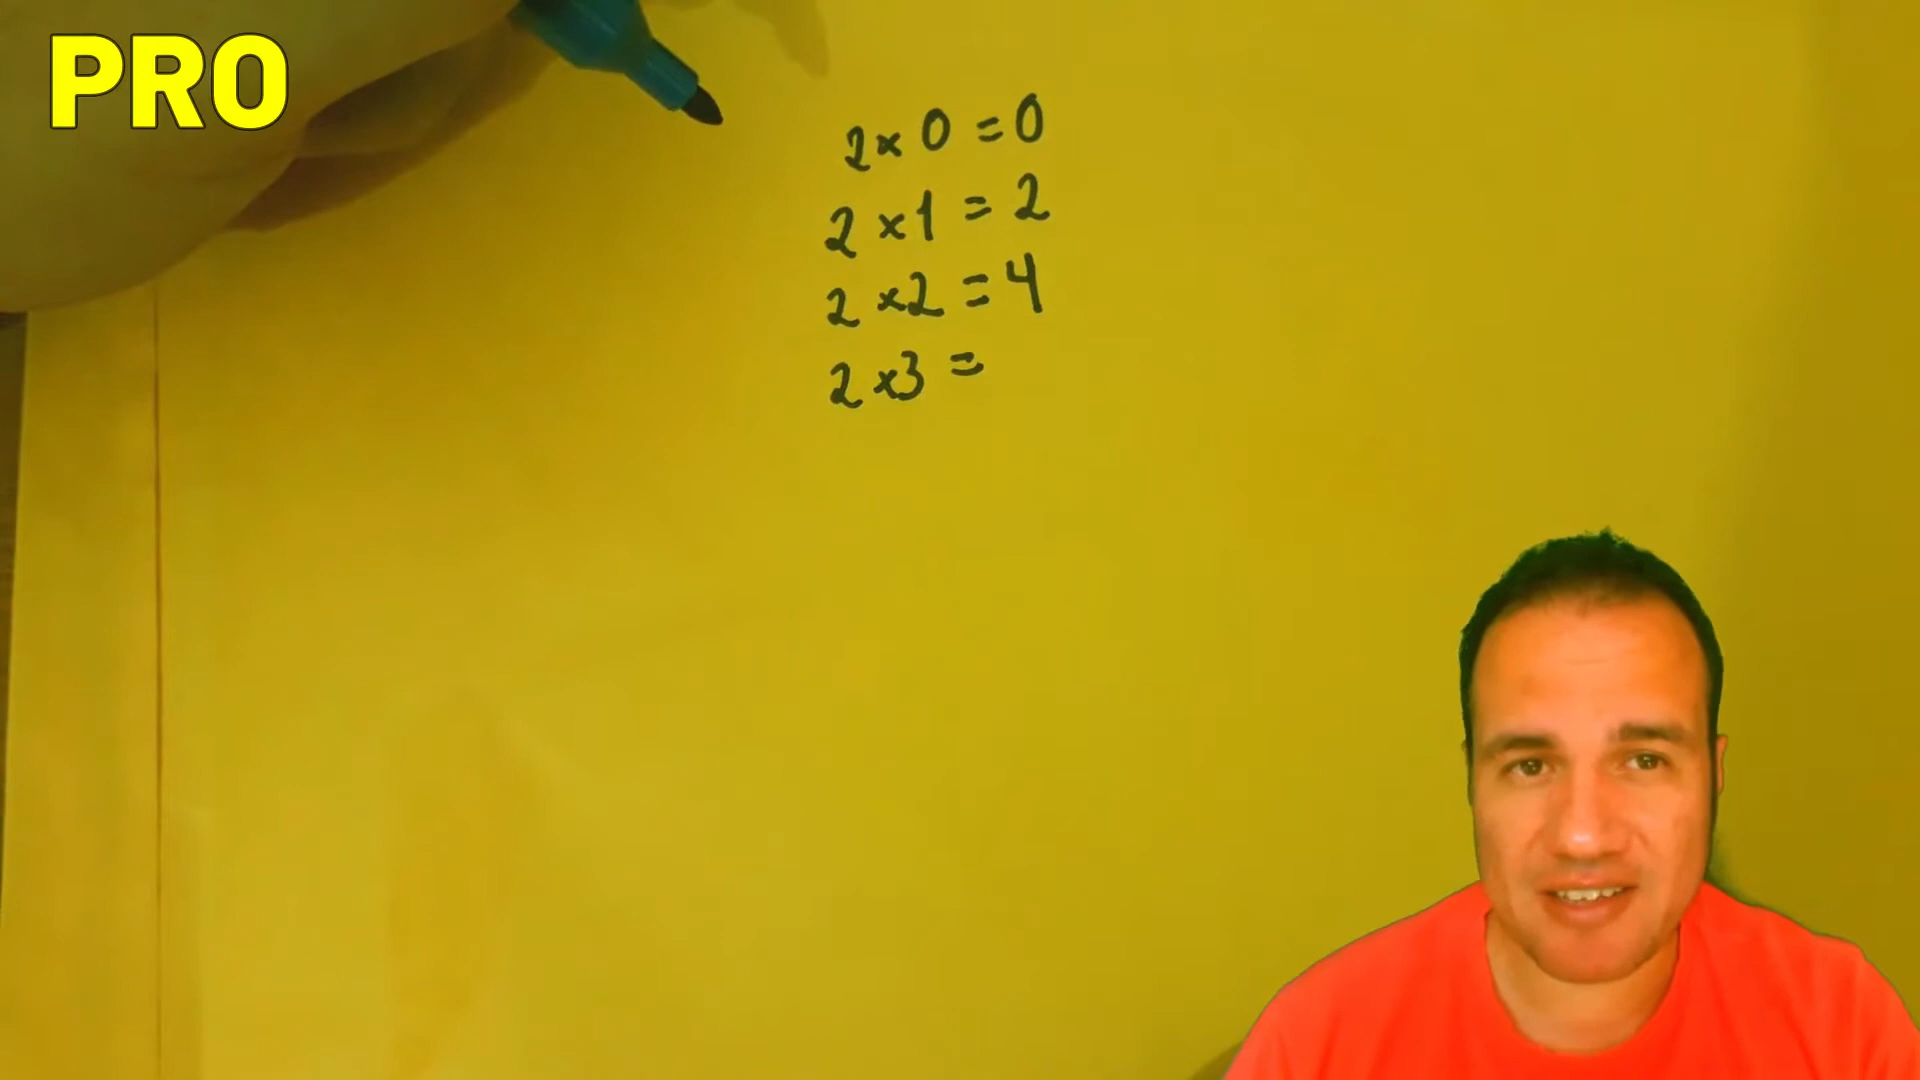 PRO
2 x 0 = 0
2 x 1 = 2
2 x 2 = 4
2 x 3 =